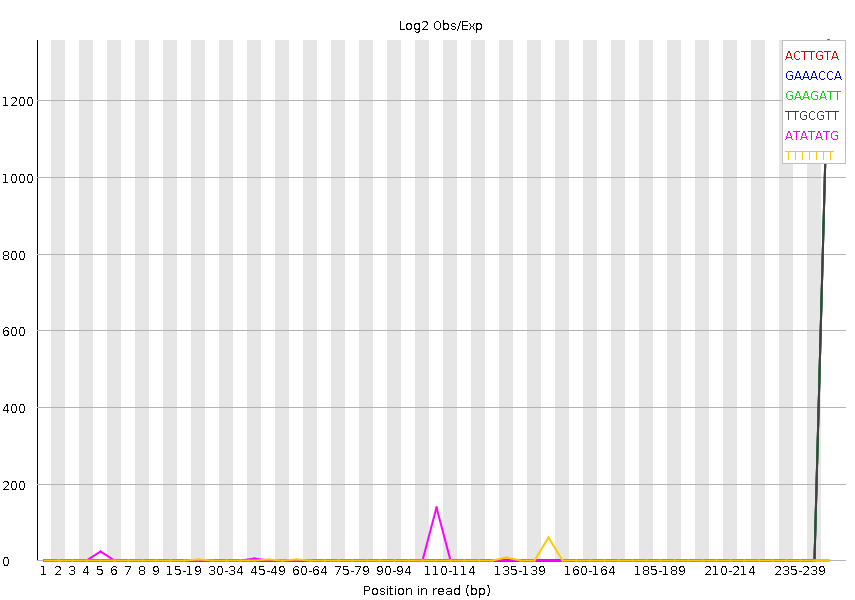 Log2 Obs/Exp
ACTTGTA
GAAACCA
GAAGATT
TTGCGTT
ATATATG
TTTTTTT
1200
1000
800
600
400
200
0
1 2 3 4 5 6 7 8 9 15-19 30-34 45-49 60-64 75-79 90-94 110-114 135-139 160-164 185-189 210-214 235-239
Position in read (bp)